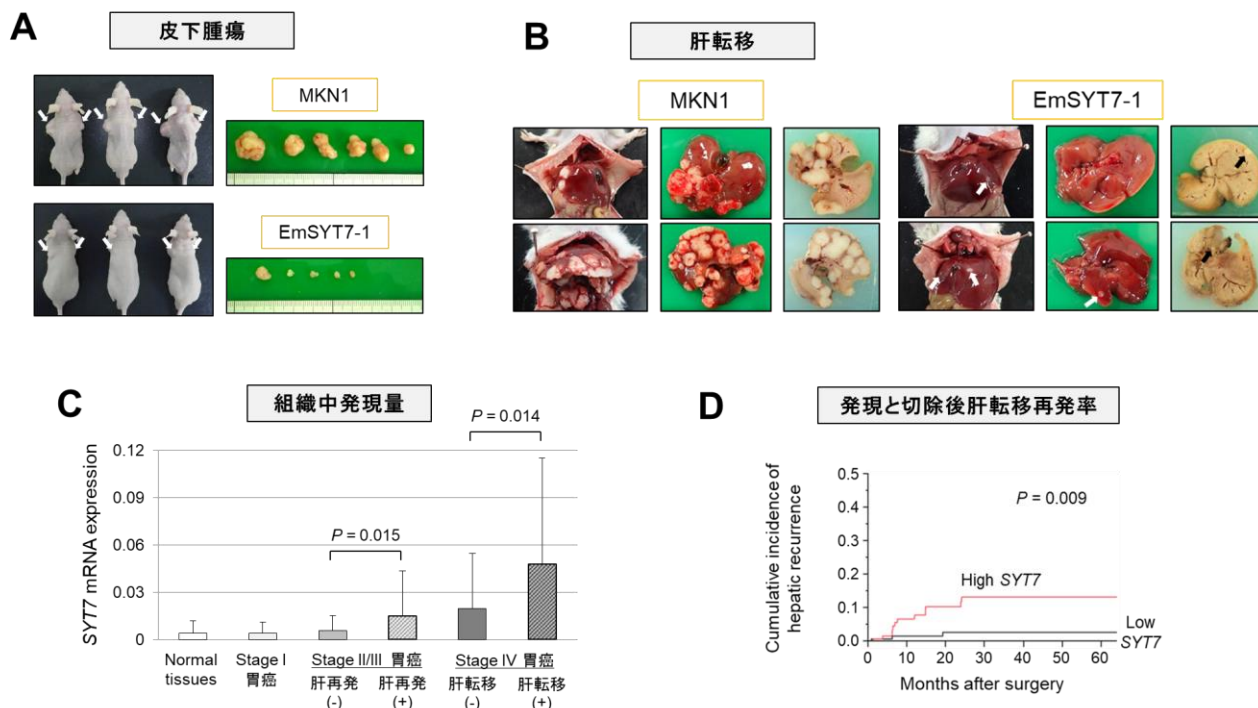 A
皮下腫瘍
MKN1
EmSYT7-1
B
肝転移
MKN1
EmSYT7-1
C
組織中発現量
SYT7 mRNA expression
0.12
0.09
0.06
0.03
0
P = 0.015
P = 0.014
Normal
tissues
Stage I
胃癌
Stage II/III 胃癌
肝再発
(-)
肝再発
(+)
Stage IV 胃癌
肝転移
(-)
肝転移
(+)
D
発現と切除後肝転移再発率
Cumulative incidence of
hepatic recurrence
0.5
0.4
0.3
0.2
0.1
0.0
P = 0.009
High SYT7
Low
SYT7
0 10 20 30 40 50 60
Months after surgery